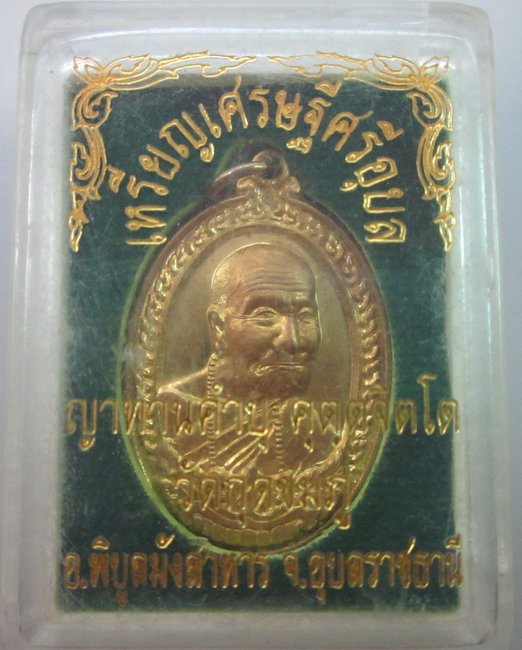 เหรียญเศรษฐีศรีอุบล
ญาท่านคำบุ คุตฺตจิตโต
วัดกุดชมภู
อ.พิบูลมังสาหาร จ.อุบลราชธานี